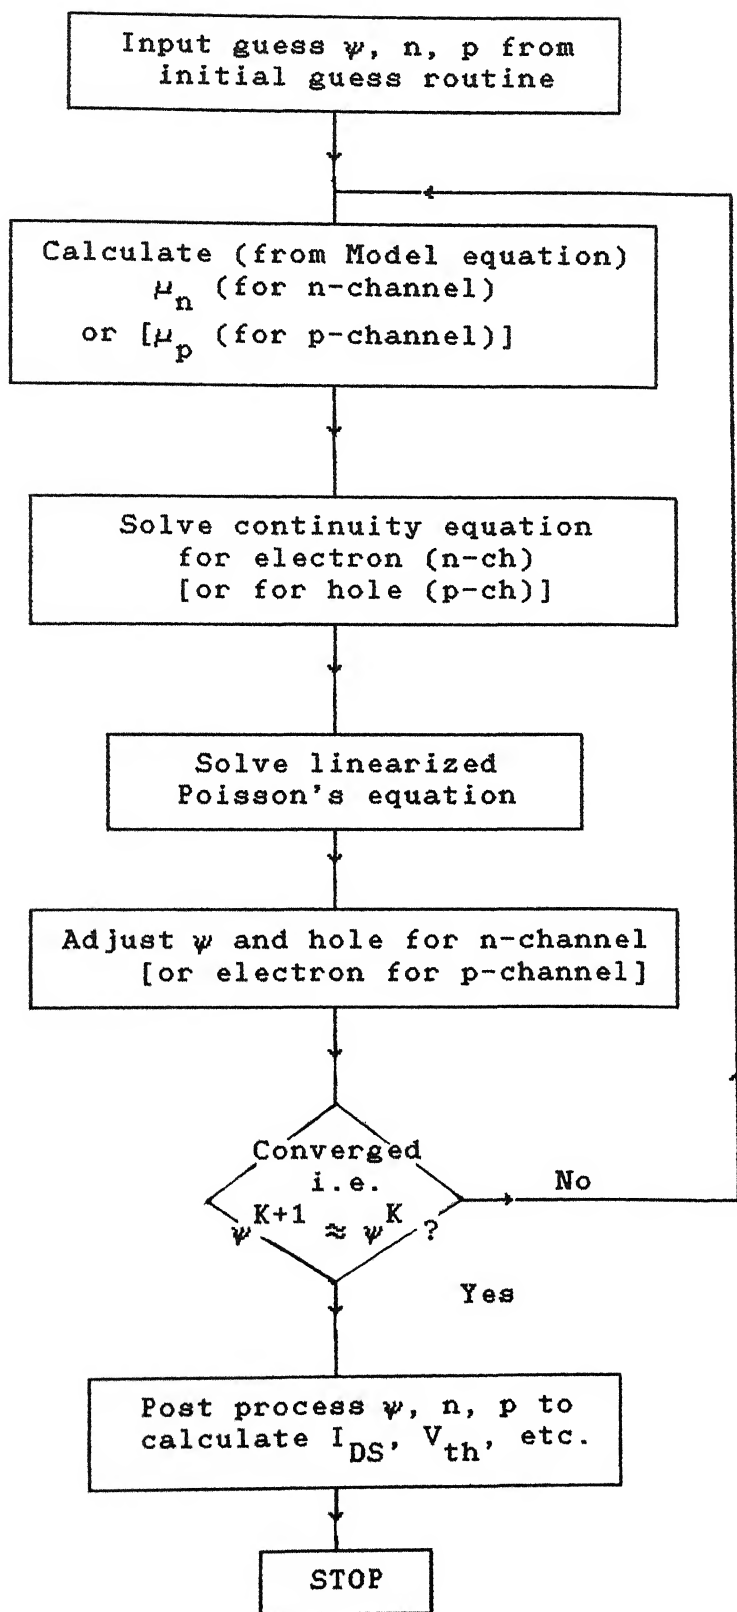 Input guess ψ, n, p from
initial guess routine
Calculate (from Model equation)
μn (for n-channel)
or [μp (for p-channel)]
Solve continuity equation
for electron (n-ch)
[or for hole (p-ch)]
Solve linearized
Poisson's equation
Adjust ψ and hole for n-channel
[or electron for p-channel]
Converged
i.e.
ψK+1 ≈ ψK ?
No
Yes
Post process ψ, n, p to
calculate IDS, Vth, etc.
STOP